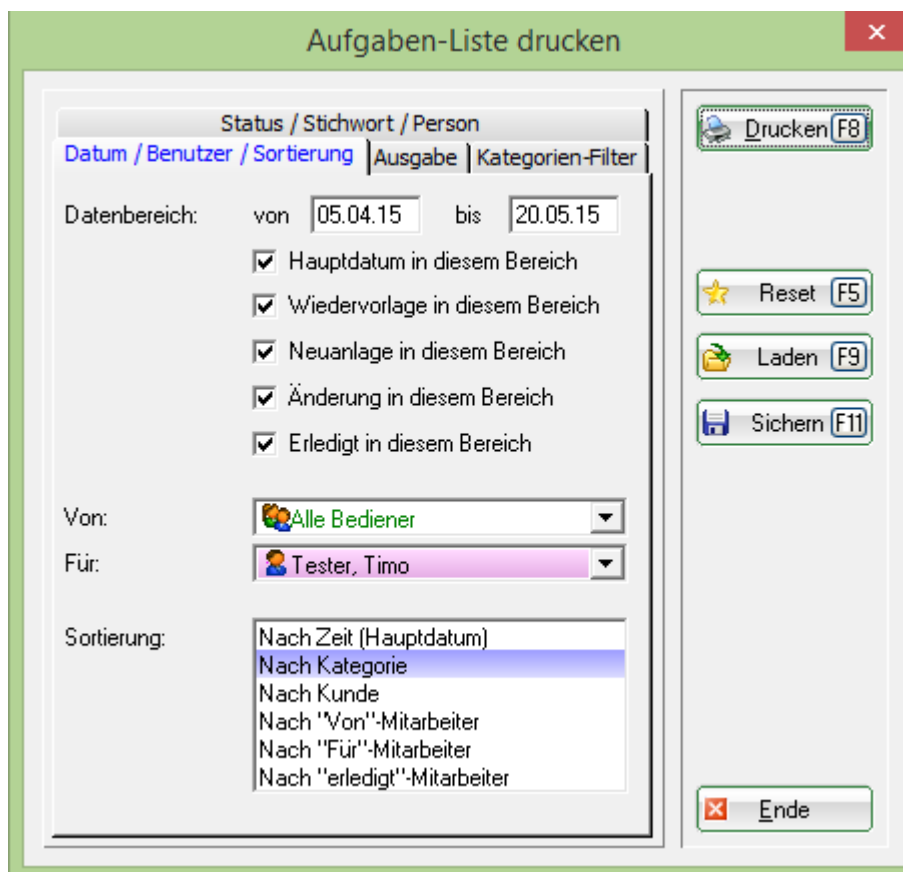 Aufgaben-Liste drucken
Status / Stichwort / Person
Datum / Benutzer / Sortierung Ausgabe Kategorien-Filter
Datenbereich: von 05.04.15 bis 20.05.15
Hauptdatum in diesem Bereich
Wiedervorlage in diesem Bereich
Neuanlage in diesem Bereich
Änderung in diesem Bereich
Erledigt in diesem Bereich
Von: Alle Bediener
Für: Tester, Timo
Sortierung: Nach Zeit (Hauptdatum)
Nach Kategorie
Nach Kunde
Nach "Von"-Mitarbeiter
Nach "Für"-Mitarbeiter
Nach "erledigt"-Mitarbeiter
Drucken F8
Reset F5
Laden F9
Sichern F11
Ende